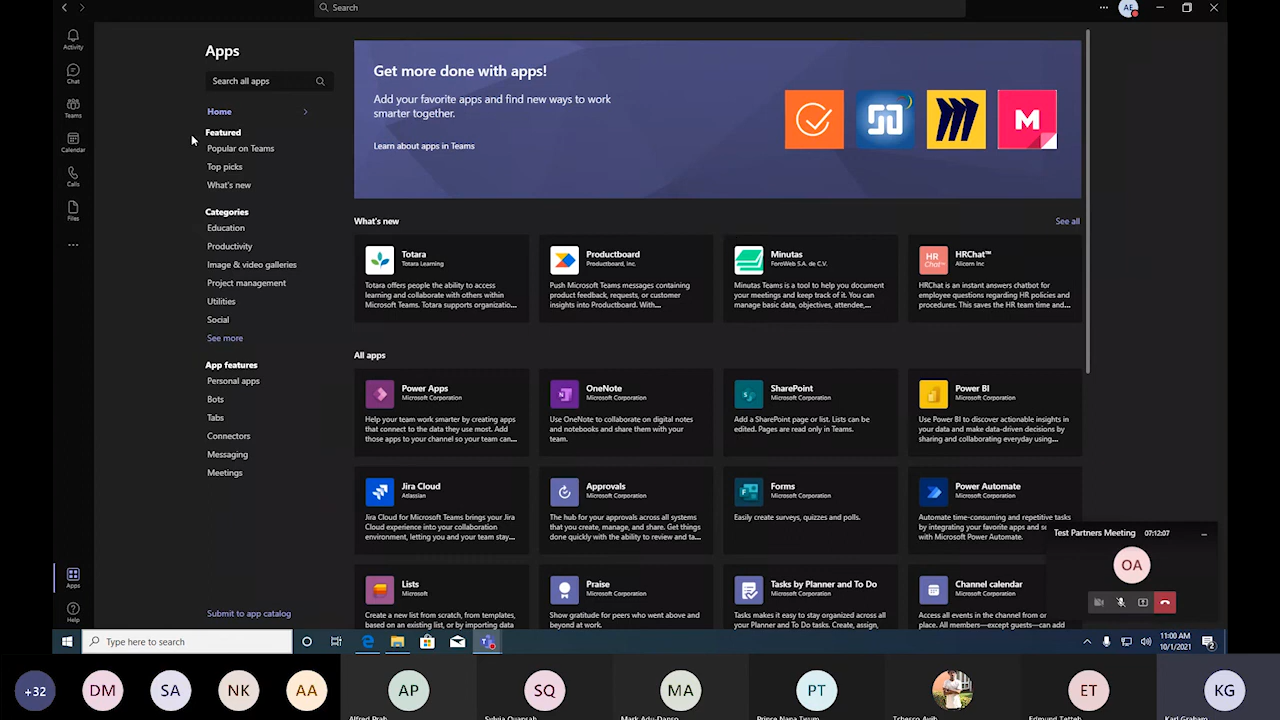 Search
AF
Activity
Chat
Teams
Calendar
Calls
Files
Apps
Help
Apps
Search all apps
Home
Featured
Popular on Teams
Top picks
What's new
Categories
Education
Productivity
Image & video galleries
Project management
Utilities
Social
See more
App features
Personal apps
Bots
Tabs
Connectors
Messaging
Meetings
Submit to app catalog
Get more done with apps!
Add your favorite apps and find new ways to work
smarter together.
Learn about apps in Teams
M
What's new
See all
Totara
Totara Learning
Totara offers people the ability to access
learning and collaborate with others within
Microsoft Teams. Totara supports organizatio...
Productboard
Productboard, Inc.
Push Microsoft Teams messages containing
product feedback, requests, or customer
insights into Productboard. With...
Minutas
ForoWeb S.A. de C.V.
Minutas Teams is a tool to help you document
your meetings and keep track of it. You can
manage basic data, objectives, attendee,...
HR
Chat
HRChat™
Alicorn Inc
HRChat is an instant answers chatbot for
employee questions regarding HR policies and
procedures. This saves the HR team time and...
All apps
Power Apps
Microsoft Corporation
Help your team work smarter by creating apps
that connect to the data they use most. Add
those apps to your channel so your team can...
OneNote
Microsoft Corporation
Use OneNote to collaborate on digital notes
and notebooks and share them with your
team.
SharePoint
Microsoft Corporation
Add a SharePoint page or list. Lists can be
edited. Pages are read only in Teams.
Power BI
Microsoft Corporation
Use Power BI to discover actionable insights in
your data and make data-driven decisions by
sharing and collaborating everyday using...
Jira Cloud
Atlassian
Jira Cloud for Microsoft Teams brings your Jira
Cloud experience into your collaboration
environment, letting you and your team stay...
Approvals
Microsoft Corporation
The hub for your approvals across all systems
that you create, manage, and share. Get things
done quickly with the ability to review and ta...
Forms
Microsoft Corporation
Easily create surveys, quizzes and polls.
Power Automate
Microsoft Corporation
Automate time-consuming and repetitive tasks
by integrating your favorite apps and se
with Microsoft Power Automate.
Lists
Microsoft
Create a new list from scratch, from templates,
based on an existing list, or by importing data
Praise
Microsoft Corporation
Show gratitude for peers who went above and
beyond at work.
Tasks by Planner and To Do
Microsoft Corporation
Tasks makes it easy to stay organized across all
your Planner and To Do tasks. Create, assign,
Channel calendar
Microsoft Corporation
Access all events in the channel from or
place. All members—except guests—can add
Test Partners Meeting 07:12:07
OA
Type here to search
11:00 AM
10/1/2021
2
+32
DM
SA
NK
AA
AP
SQ
MA
PT
ET
KG
Alfred Prah
Sylvia Quansah
Mark Adu-Danso
Prince Nana Tviım
Edmund Tetteh
Karl Graham